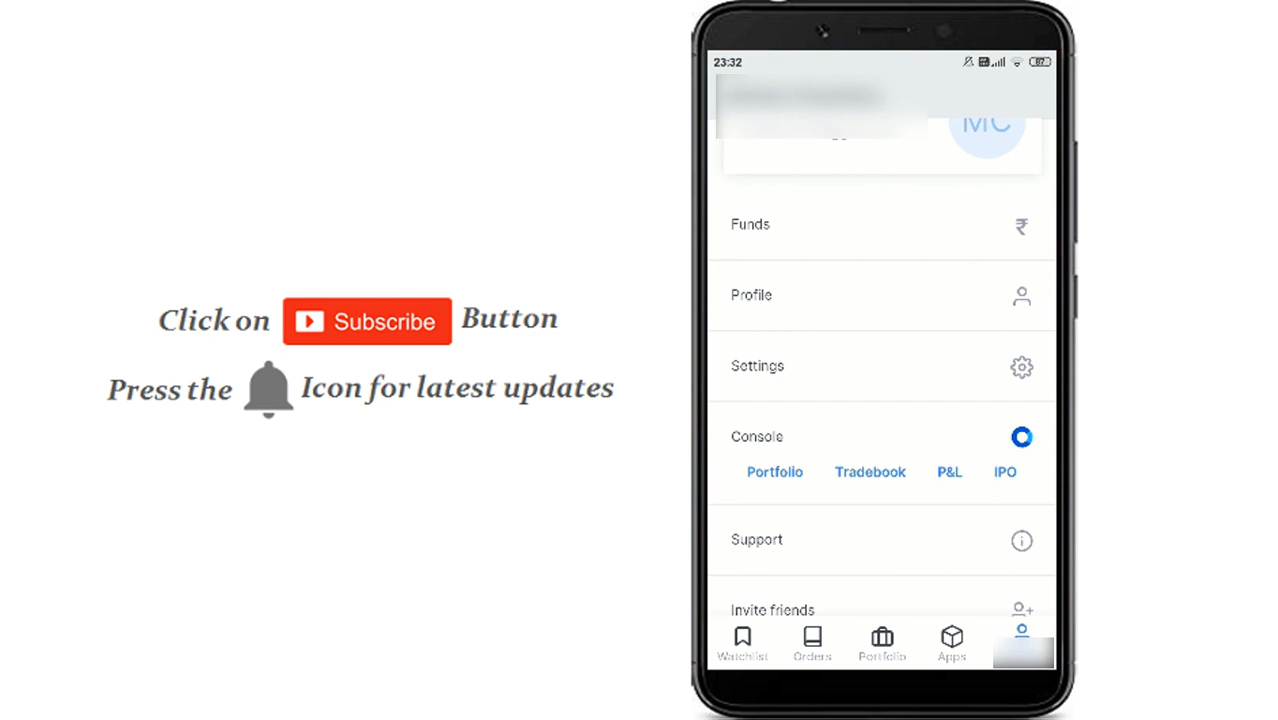 Click on Subscribe Button
Press the Icon for latest updates
23:32
87
MC
Funds ₹
Profile
Settings
Console
Portfolio Tradebook P&L IPO
Support
Invite friends
Watchlist Orders Portfolio Apps